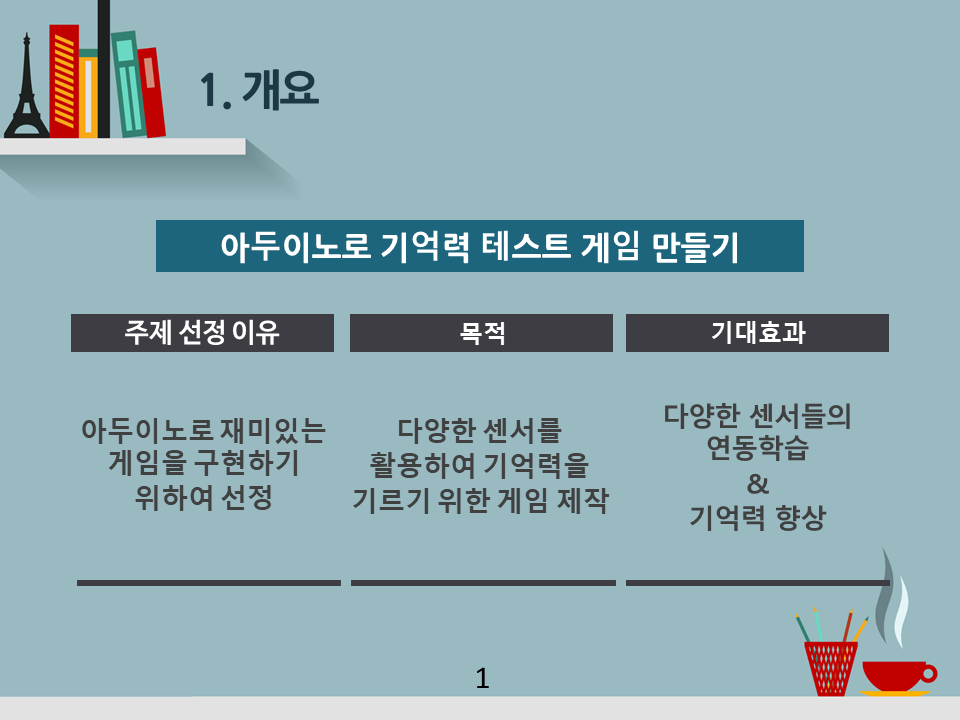 1. 개요
아두이노로 기억력 테스트 게임 만들기
주제 선정 이유
아두이노로 재미있는
게임을 구현하기
위하여 선정
목적
다양한 센서를
활용하여 기억력을
기르기 위한 게임 제작
기대효과
다양한 센서들의
연동학습
&
기억력 향상
1